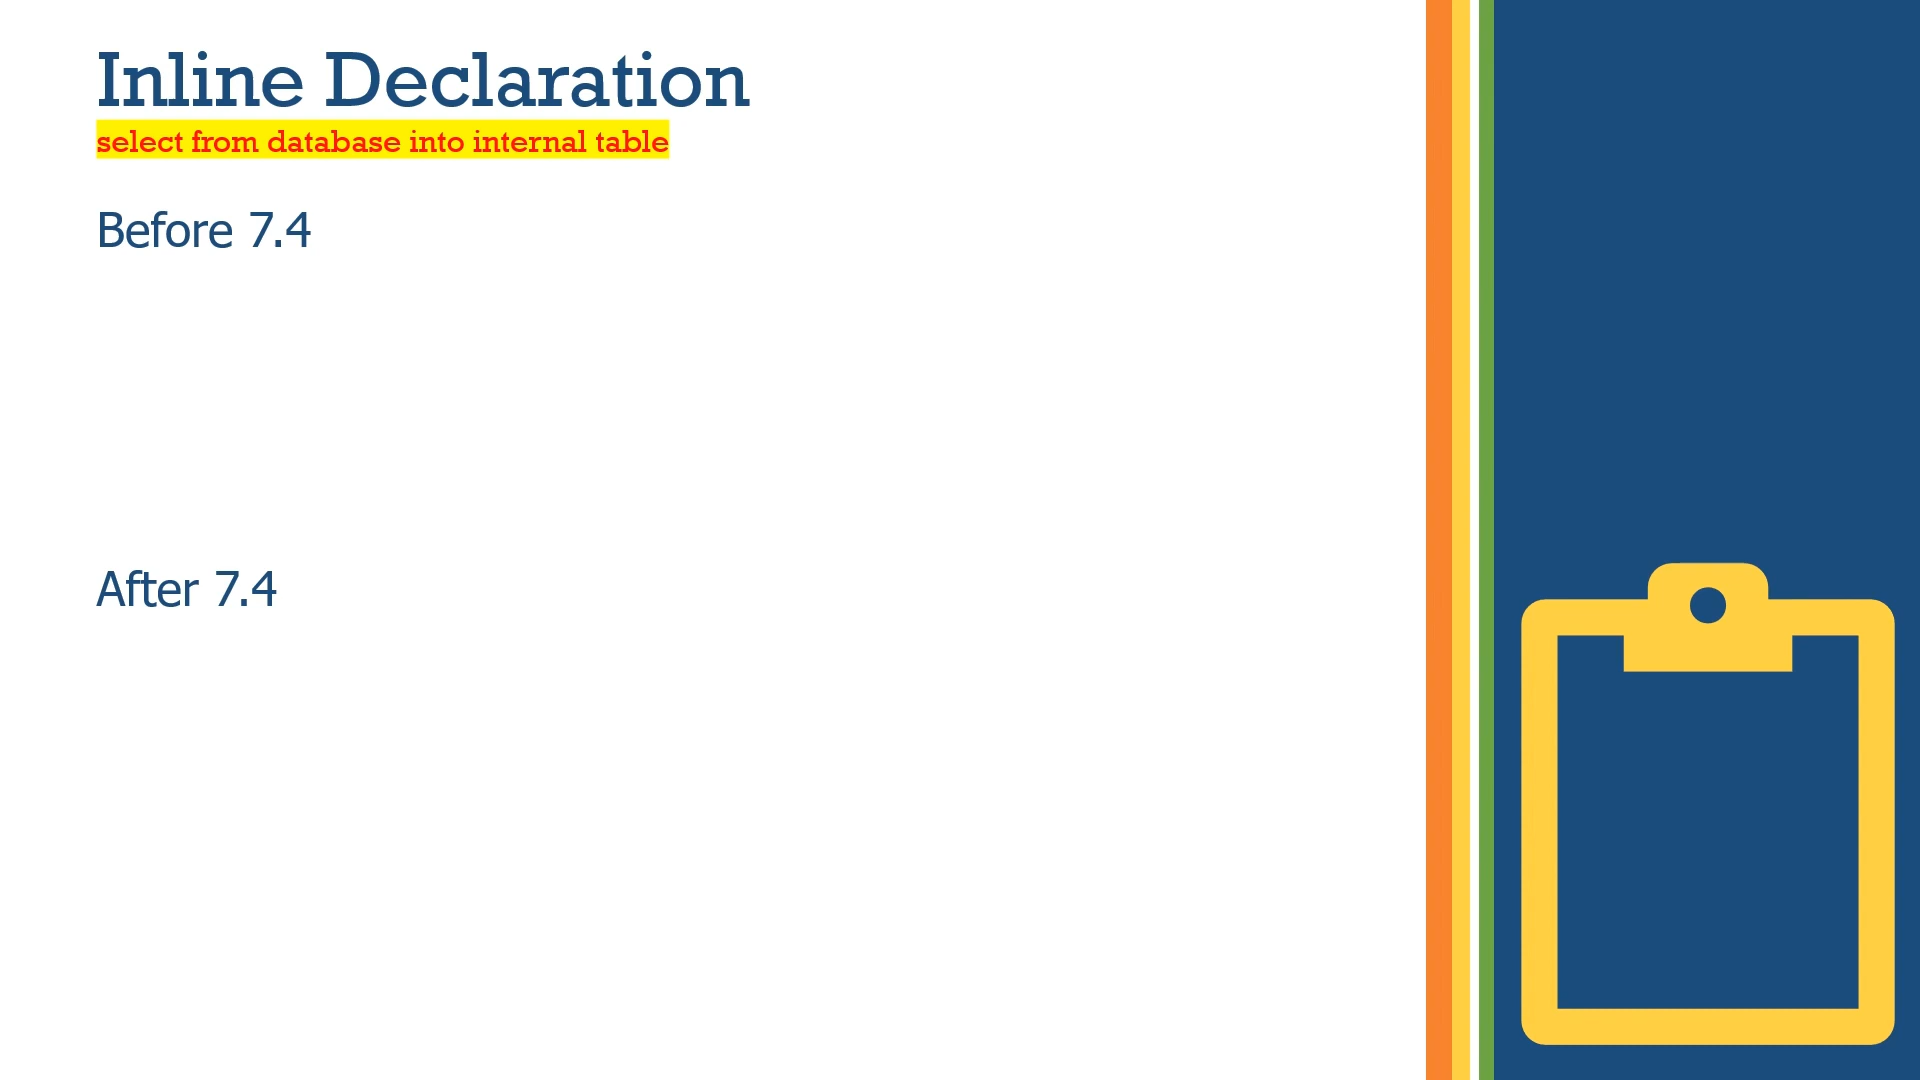 Inline Declaration
select from database into internal table
Before 7.4
After 7.4